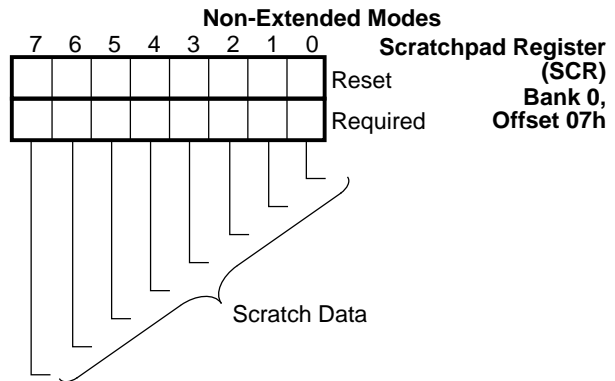 Non-Extended Modes
7 6 5 4 3 2 1 0
Scratchpad Register
(SCR)
Bank 0,
Offset 07h
Reset
Required
Scratch Data